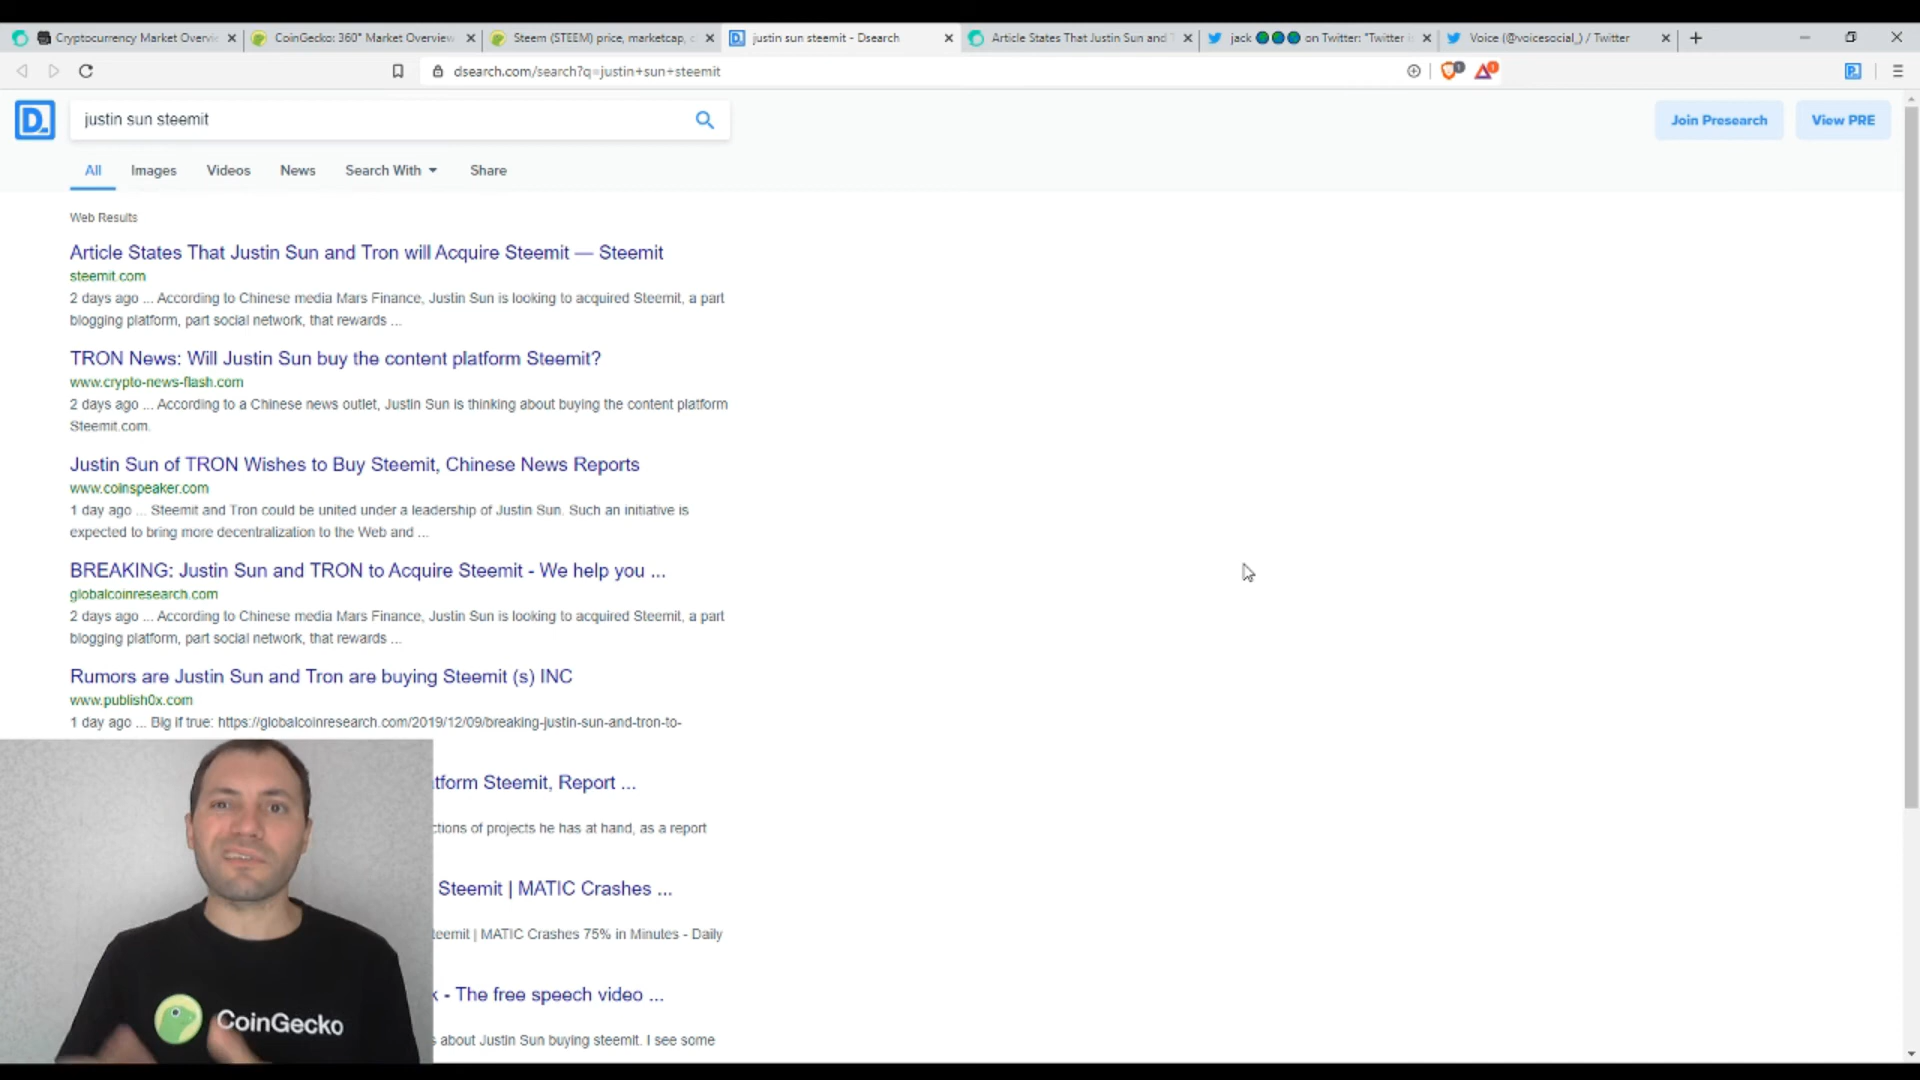 Cryptocurrency Market Overvi
CoinGecko: 360° Market Overview
Steem (STEEM) price, marketcap, c
justin sun steemit - Dsearch
Article States That Justin Sun and T
jack on Twitter: "Twitter is
Voice (@voicesocial_) / Twitter
dsearch.com/search?q=justin+sun+steemit
D.
justin sun steemit
Join Presearch
View PRE
All
Images
Videos
News
Search With
Share
Web Results
Article States That Justin Sun and Tron will Acquire Steemit — Steemit
steemit.com
2 days ago ... According to Chinese media Mars Finance, Justin Sun is looking to acquired Steemit, a part
blogging platform, part social network, that rewards ...
TRON News: Will Justin Sun buy the content platform Steemit?
www.crypto-news-flash.com
2 days ago ... According to a Chinese news outlet, Justin Sun is thinking about buying the content platform
Steemit.com.
Justin Sun of TRON Wishes to Buy Steemit, Chinese News Reports
www.coinspeaker.com
1 day ago ... Steemit and Tron could be united under a leadership of Justin Sun. Such an initiative is
expected to bring more decentralization to the Web and ...
BREAKING: Justin Sun and TRON to Acquire Steemit - We help you ...
globalcoinresearch.com
2 days ago ... According to Chinese media Mars Finance, Justin Sun is looking to acquired Steemit, a part
blogging platform, part social network, that rewards ...
Rumors are Justin Sun and Tron are buying Steemit (s) INC
www.publish0x.com
1 day ago ... Big if true: https://globalcoinresearch.com/2019/12/09/breaking-justin-sun-and-tron-to-
tform Steemit, Report ...
ctions of projects he has at hand, as a report
Steemit | MATIC Crashes ...
teemit | MATIC Crashes 75% in Minutes - Daily
k - The free speech video ...
s about Justin Sun buying steemit. I see some
CoinGecko